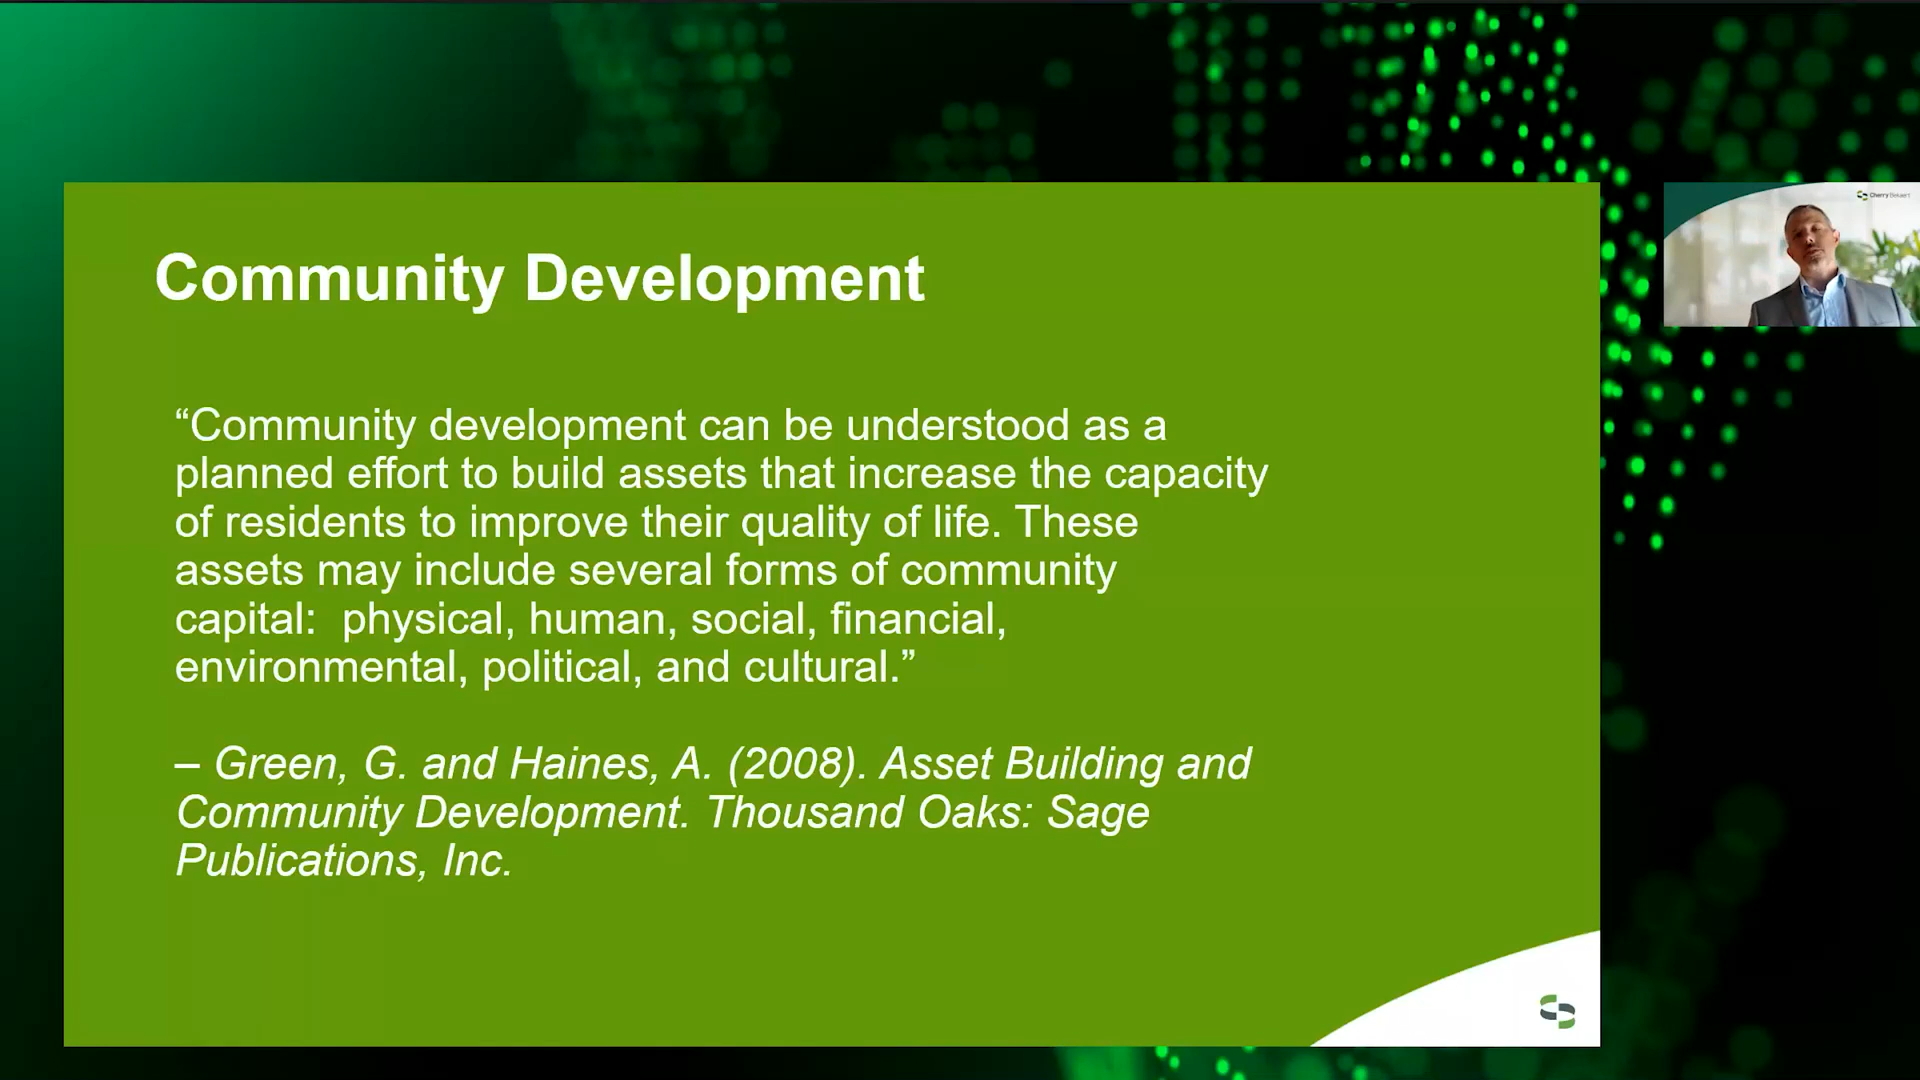 Community Development
“Community development can be understood as a
planned effort to build assets that increase the capacity
of residents to improve their quality of life. These
assets may include several forms of community
capital:  physical, human, social, financial,
environmental, political, and cultural.”
– Green, G. and Haines, A. (2008). Asset Building and
Community Development. Thousand Oaks: Sage
Publications, Inc.
Cherry Bekaert